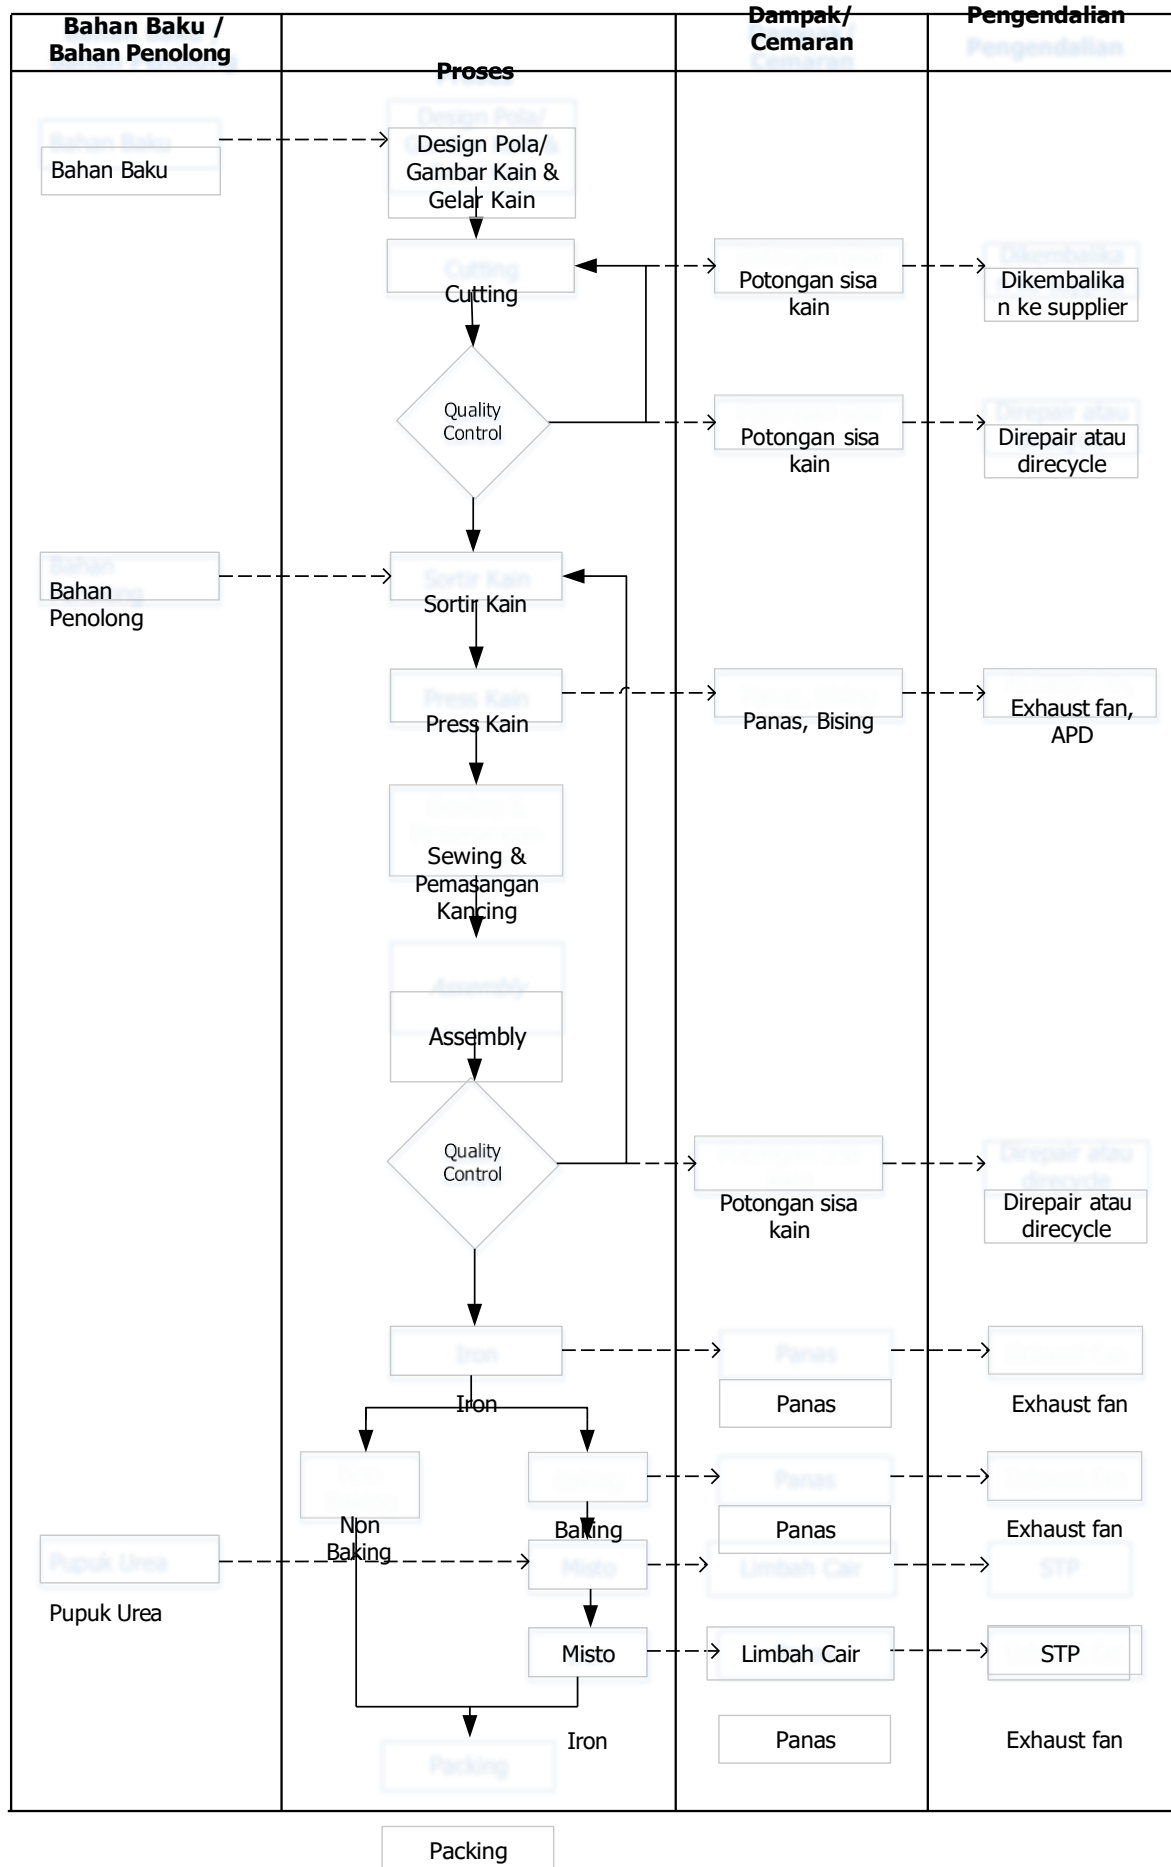 Bahan Baku /
Bahan Penolong
Proses
Dampak/
Cemaran
Pengendalian
Bahan Baku
Design Pola/
Gambar Kain &
Gelar Kain
Cutting
Potongan sisa
kain
Dikembalika
n ke supplier
Quality
Control
Potongan sisa
kain
Direpair atau
direcycle
Bahan
Penolong
Sortir Kain
Press Kain
Panas, Bising
Exhaust fan,
APD
Sewing &
Pemasangan
Kancing
Assembly
Quality
Control
Potongan sisa
kain
Direpair atau
direcycle
Iron
Panas
Exhaust fan
Non
Baking
Baking
Panas
Exhaust fan
Pupuk Urea
Misto
Limbah Cair
STP
Iron
Panas
Exhaust fan
Packing